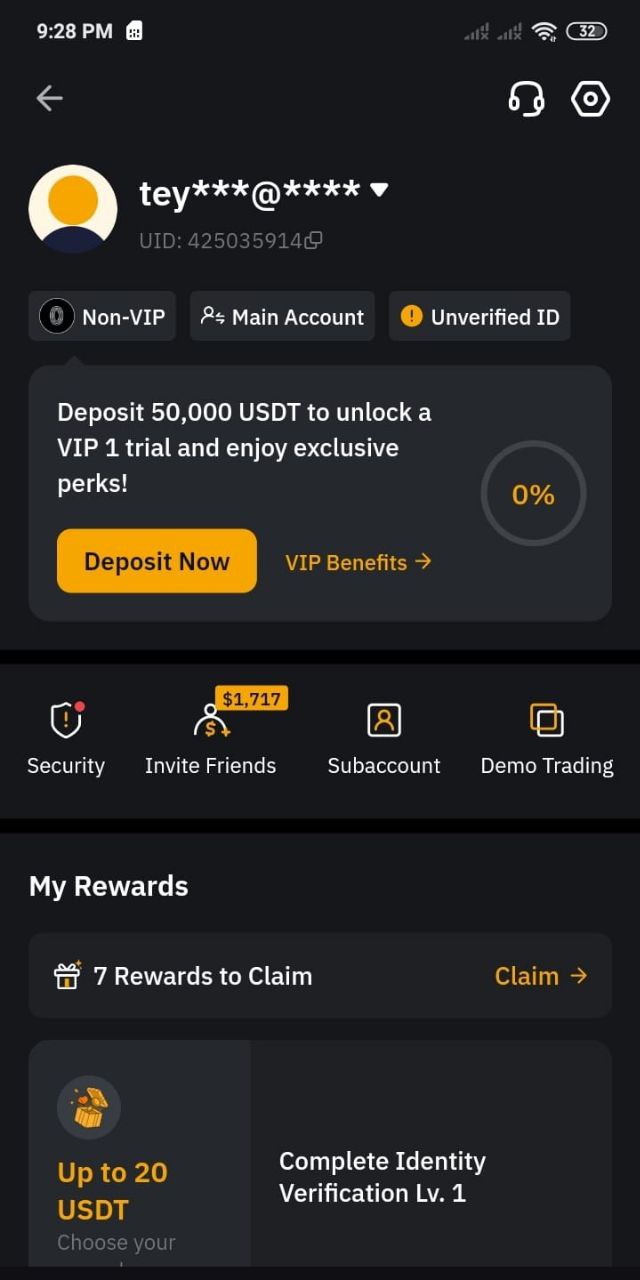 9:28 PM
32
tey***@****
UID: 425035914
0 Non-VIP
Main Account
! Unverified ID
Deposit 50,000 USDT to unlock a
VIP 1 trial and enjoy exclusive
perks!
0%
Deposit Now
VIP Benefits →
$1,717
Security
Invite Friends
Subaccount
Demo Trading
My Rewards
7 Rewards to Claim
Claim →
Up to 20
USDT
Choose your
Complete Identity
Verification Lv. 1